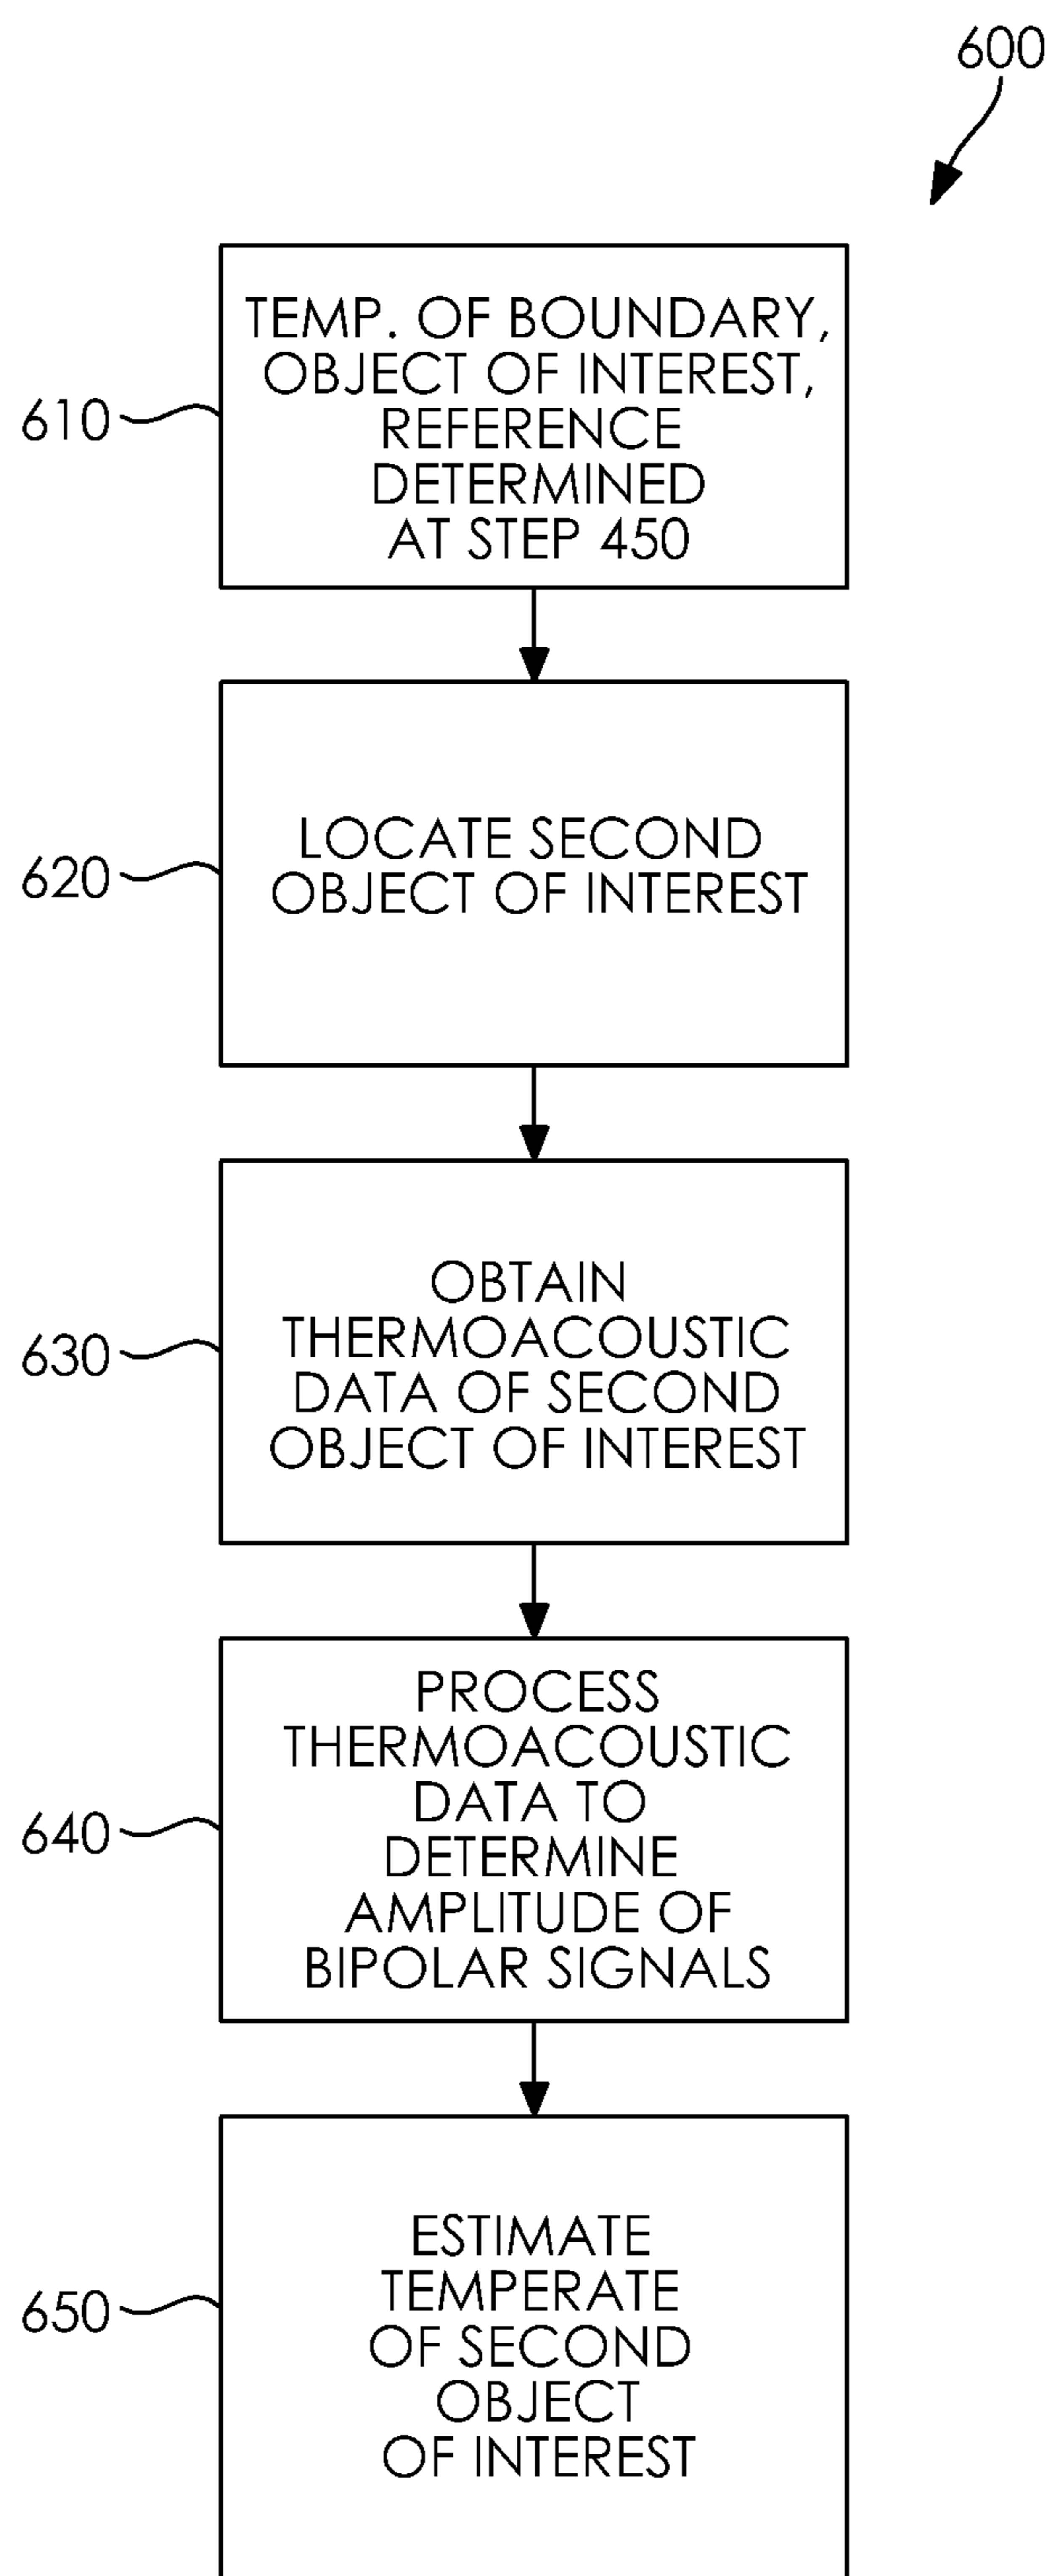 600
610
TEMP. OF BOUNDARY,
OBJECT OF INTEREST,
REFERENCE
DETERMINED
AT STEP 450
620
LOCATE SECOND
OBJECT OF INTEREST
630
OBTAIN
THERMOACOUSTIC
DATA OF SECOND
OBJECT OF INTEREST
640
PROCESS
THERMOACOUSTIC
DATA TO
DETERMINE
AMPLITUDE OF
BIPOLAR SIGNALS
650
ESTIMATE
TEMPERATE
OF SECOND
OBJECT
OF INTEREST